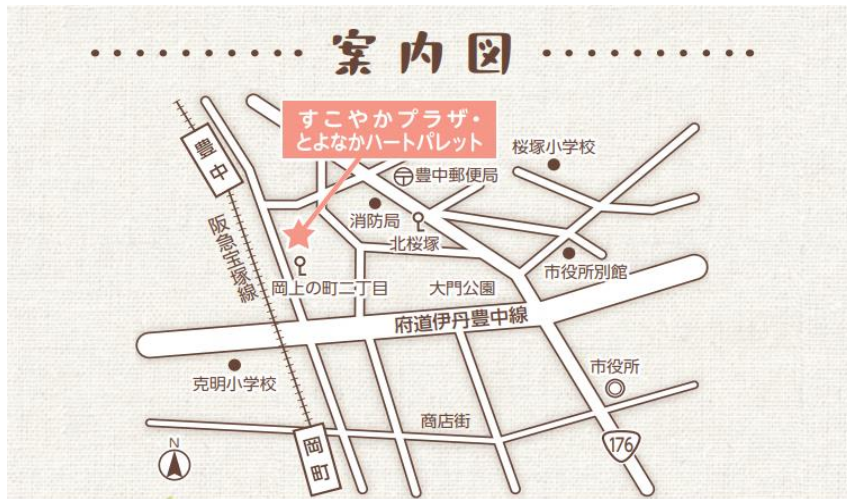 案内図
すこやかプラザ・
とよなかハートパレット
豊中
桜塚小学校
豊中郵便局
消防局
北桜塚
阪急宝塚線
市役所別館
岡上の町二丁目
大門公園
府道伊丹豊中線
克明小学校
市役所
商店街
岡町
176
N